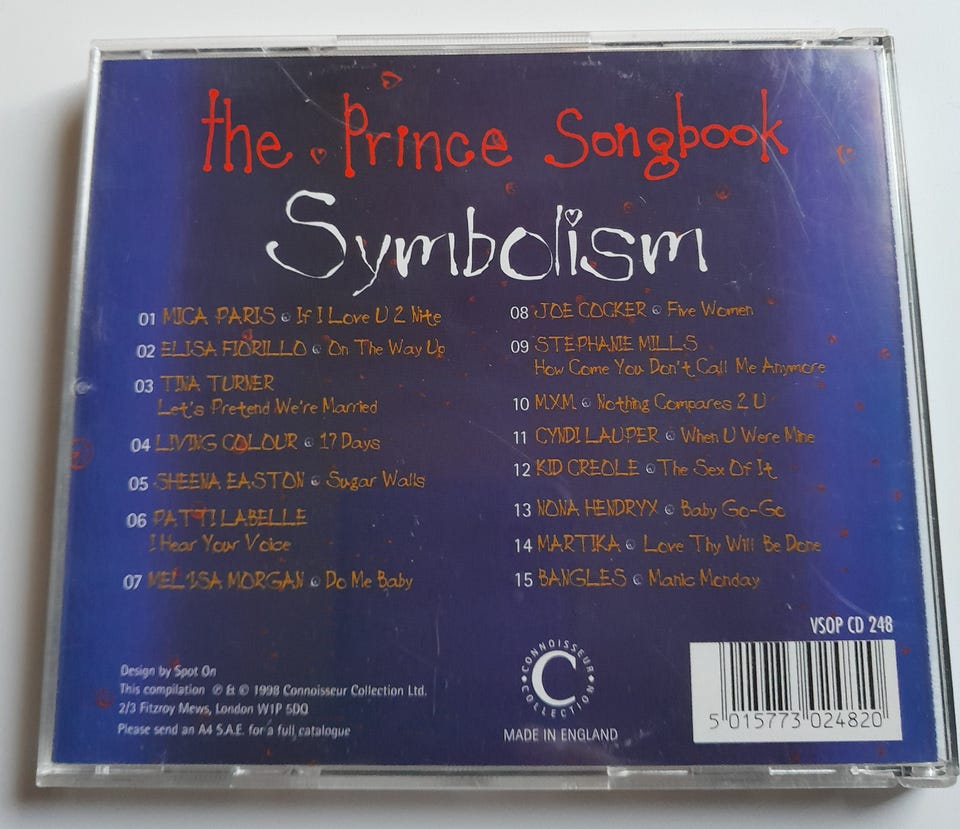 the Prince Songbook
Symbolism
01 MICA PARIS If I Love U 2 Nite
02 ELISA FIORILLO On The Way Up
03 TINA TURNER
Let's Pretend We're Married
04 LIVING COLOUR 17 Days
05 SHEENA EASTON Sugar Walls
06 PATTI LABELLE
I Hear Your Voice
07 MELISA MORGAN Do Me Baby
08 JOE COCKER Five Women
09 STEPHANIE MILLS
How Come You Don't Call Me Anymore
10 MXM Nothing Compares 2 U
11 CYNDI LAUPER When U Were Mine
12 KID CREOLE The Sex Of It
13 NONA HENDRYX Baby Go-Go
14 MARTIKA Love Thy Will Be Done
15 BANGLES Manic Monday
Design by Spot On
This compilation ℗ & © 1998 Connoisseur Collection Ltd.
2/3 Fitzroy Mews, London W1P 5DQ
Please send an A4 S.A.E. for a full catalogue
CONNOISSEUR
C
COLLECTION
MADE IN ENGLAND
VSOP CD 248
5 015773 024820